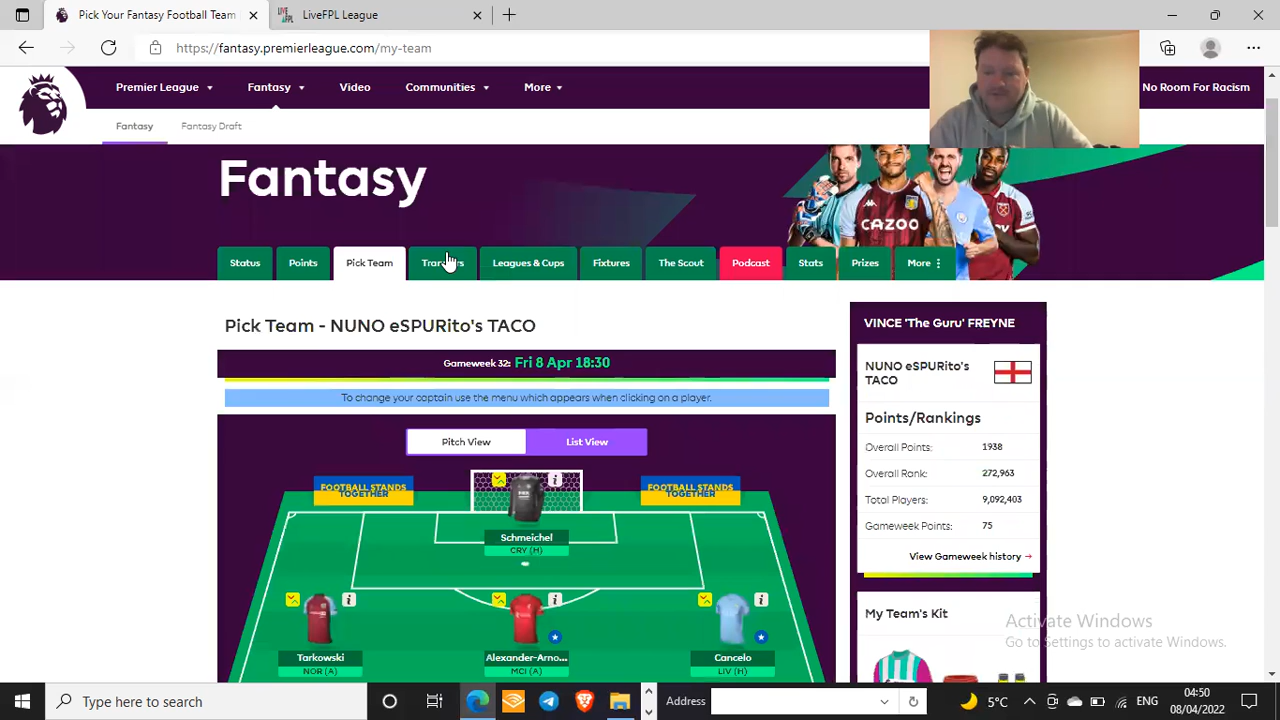 Pick Your Fantasy Football Team
Live FPL
https://fantasy.premierleague.com/my-team
Premier League Fantasy Video Communities More No Room For Racism
Fantasy Fantasy Draft
Fantasy
CAZOO
Status Points Pick Team Transfers Leagues & Cups Fixtures The Scout Podcast Stats Prizes More
Pick Team - NUNO eSPURito's TACO
VINCE 'The Guru' FREYNE
Gameweek 32: Fri 8 Apr 18:30
NUNO eSPURito's
TACO
To change your captain use the menu which appears when clicking on a player.
Points/Rankings
Pitch View List View
Overall Points: 1938
Overall Rank: 272,963
FOOTBALL STANDS
TOGETHER
FOOTBALL STANDS
TOGETHER
Total Players: 9,092,403
Gameweek Points: 75
Schmeichel
CRY (H)
View Gameweek history →
My Team's Kit
Tarkowski
NOR (A)
Alexander-Arno...
MCI (A)
Cancelo
LIV (H)
Activate Windows
Go to Settings to activate Windows.
Type here to search
Address
5°C
ENG
04:50
08/04/2022